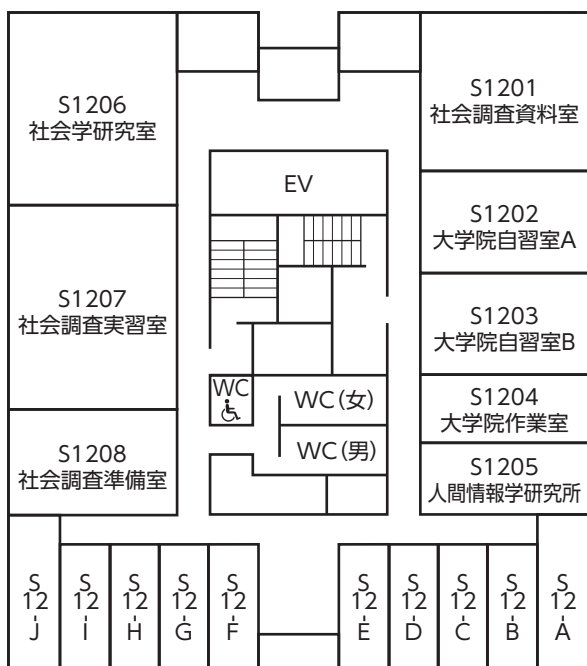 S1206
社会学研究室
S1201
社会調査資料室
EV
S1202
大学院自習室A
S1207
社会調査実習室
S1203
大学院自習室B
WC
WC(女)
S1204
大学院作業室
S1208
社会調査準備室
WC(男)
S1205
人間情報学研究所
S12-J
S12-I
S12-H
S12-G
S12-F
S12-E
S12-D
S12-C
S12-B
S12-A